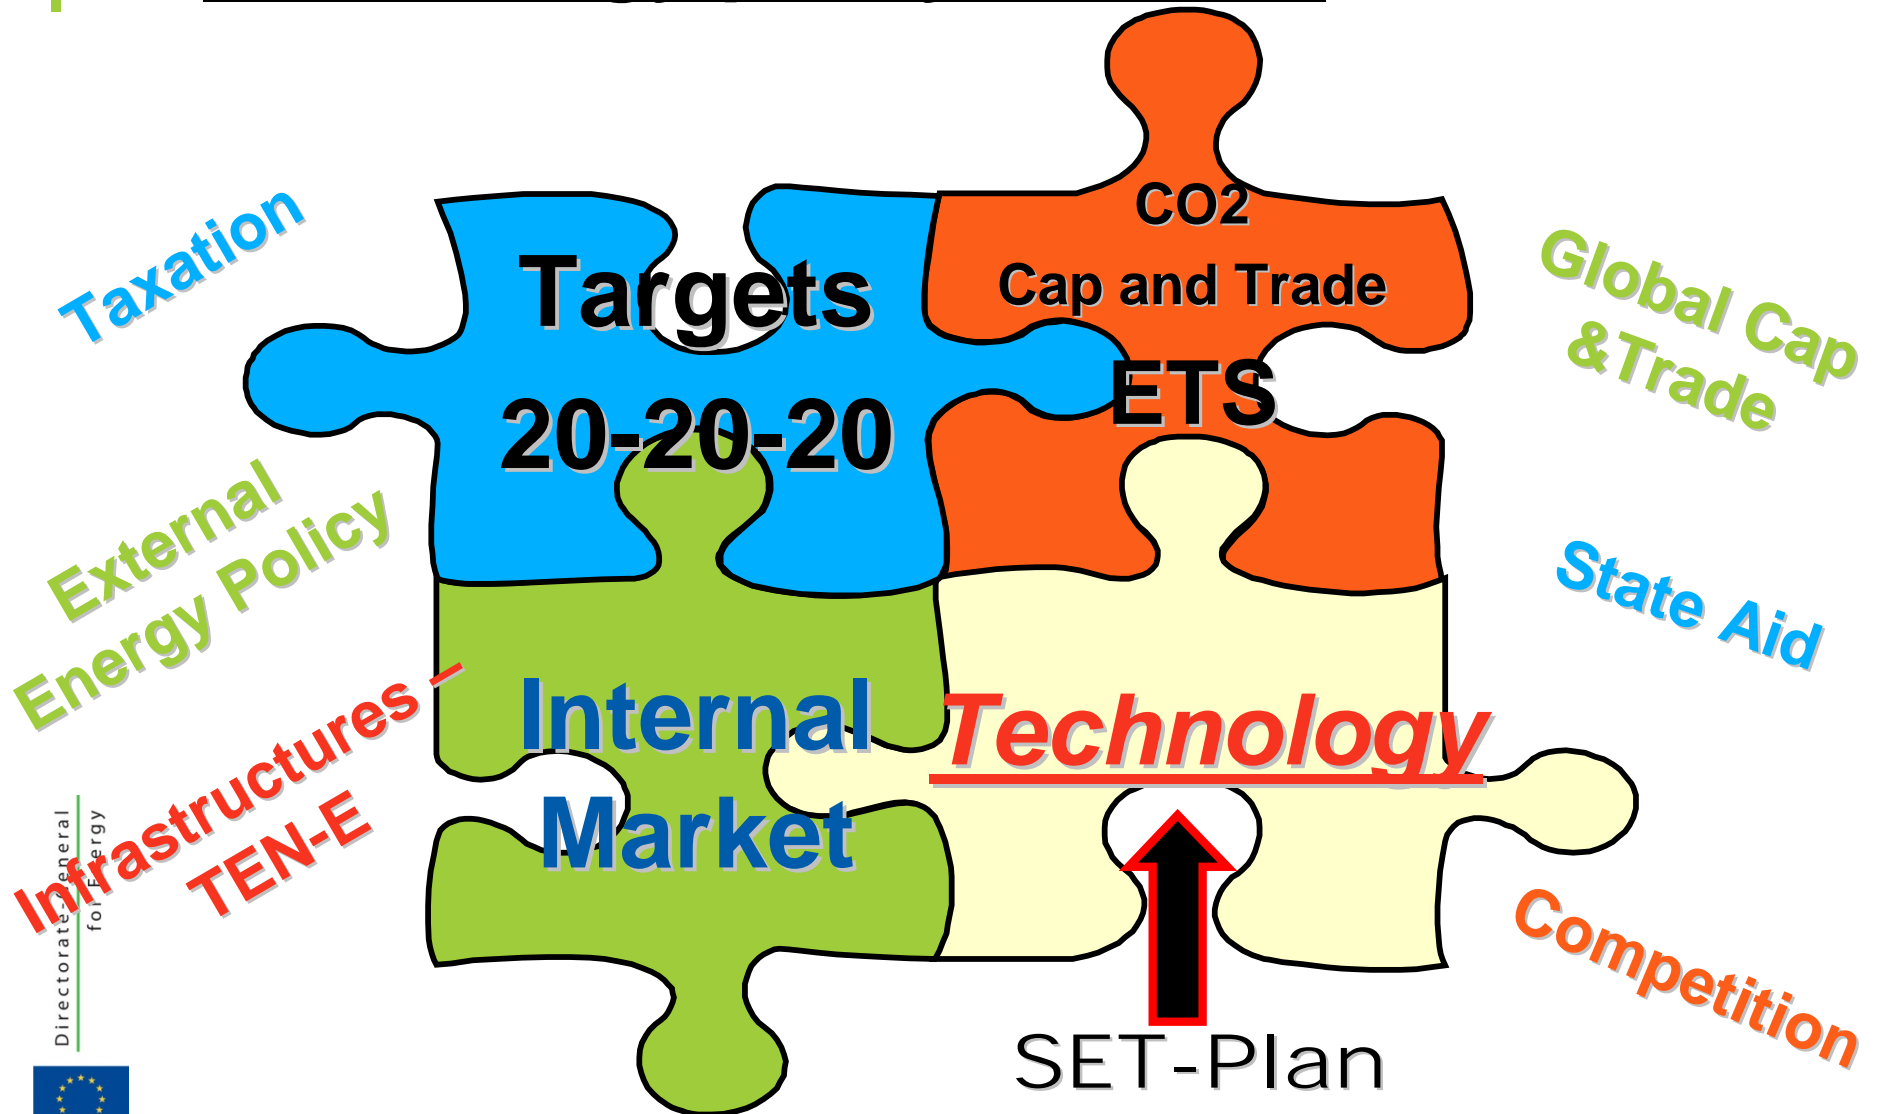 CO2
Cap and Trade
ETS
Targets
20-20-20
Internal
Market
Technology
SET-Plan
Taxation
External
Energy Policy
Infrastructures –
TEN-E
Global Cap
&Trade
State Aid
Competition
Directorate-General
for Energy